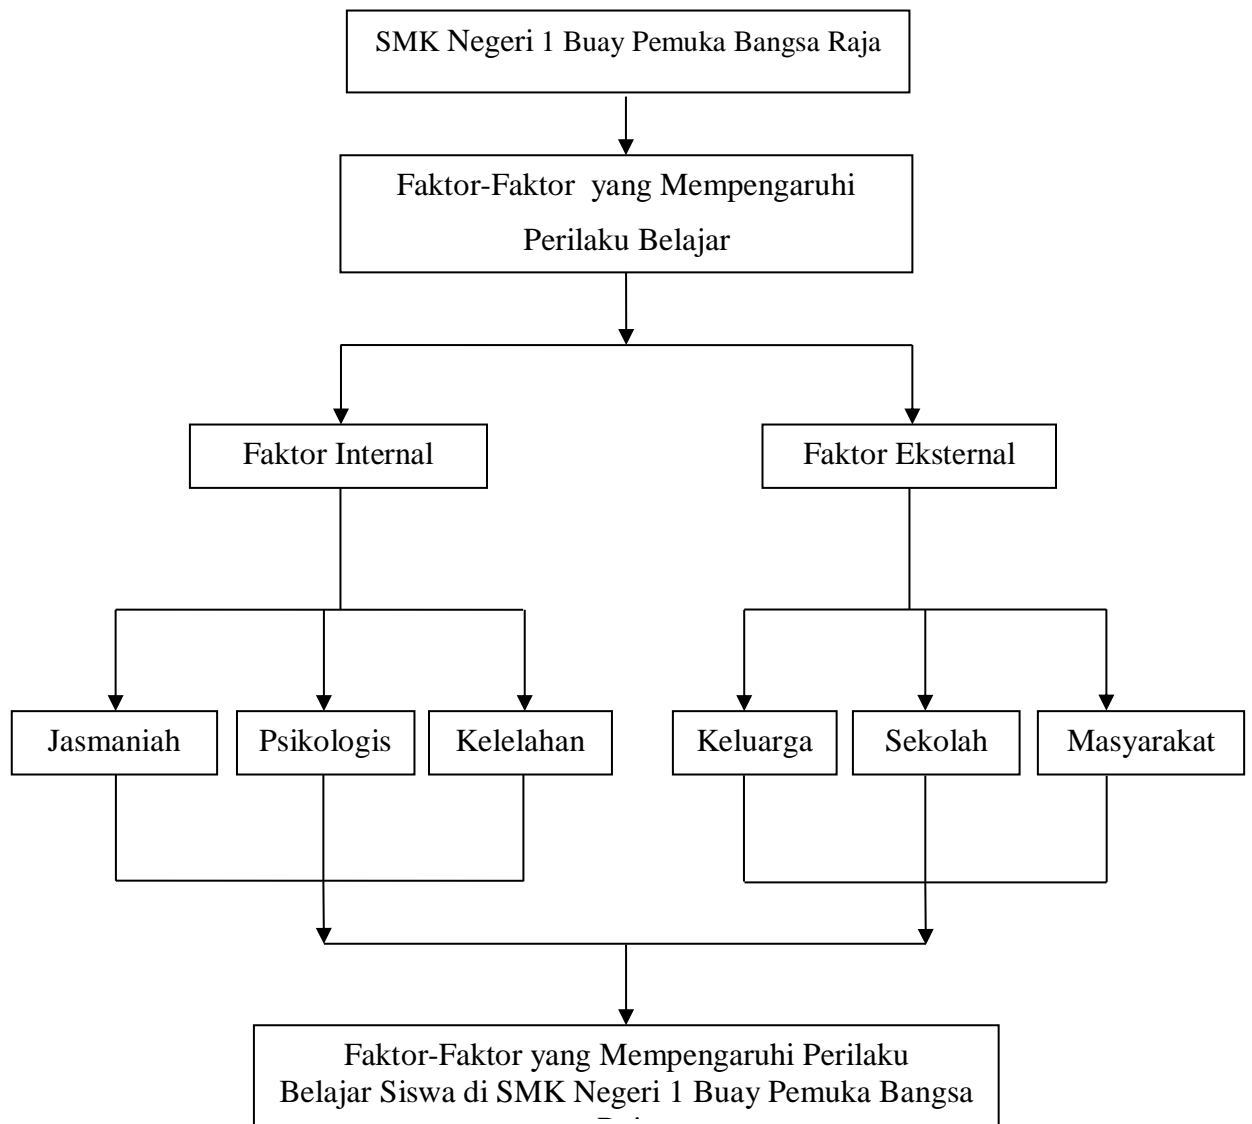 SMK Negeri 1 Buay Pemuka Bangsa Raja
Faktor-Faktor yang Mempengaruhi
Perilaku Belajar
Faktor Internal
Faktor Eksternal
Jasmaniah
Psikologis
Kelelahan
Keluarga
Sekolah
Masyarakat
Faktor-Faktor yang Mempengaruhi Perilaku
Belajar Siswa di SMK Negeri 1 Buay Pemuka Bangsa